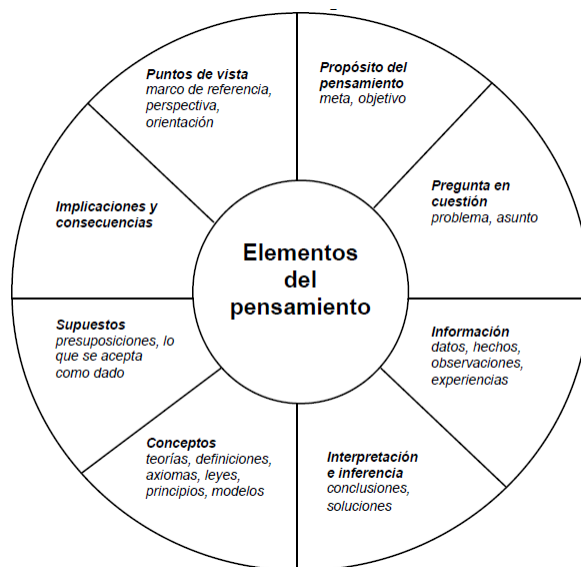 Puntos de vista
marco de referencia,
perspectiva,
orientación
Propósito del
pensamiento
meta, objetivo
Pregunta en
cuestión
problema, asunto
Información
datos, hechos,
observaciones,
experiencias
Interpretación
e inferencia
conclusiones,
soluciones
Conceptos
teorías, definiciones,
axiomas, leyes,
principios, modelos
Supuestos
presuposiciones, lo
que se acepta
como dado
Implicaciones y
consecuencias
Elementos
del
pensamiento